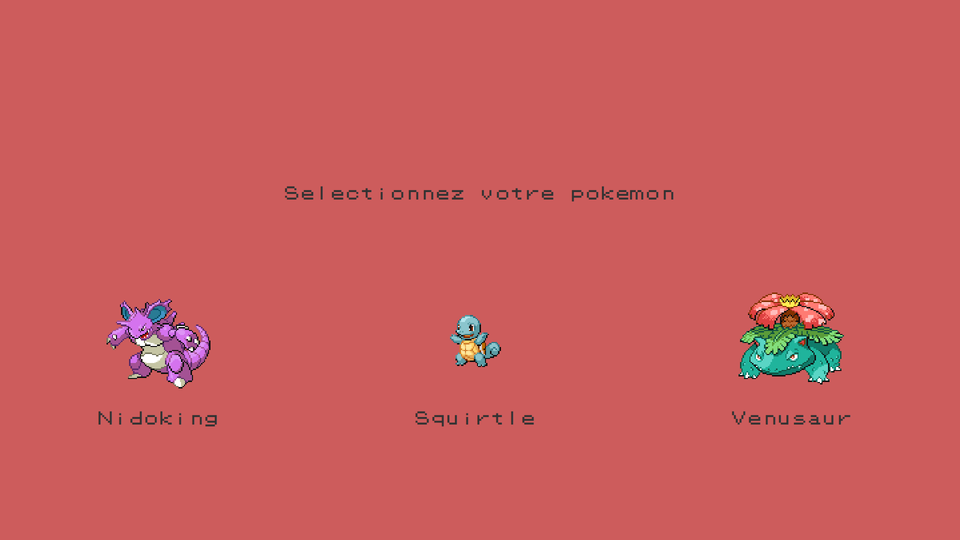 Selectionnez votre pokemon
Nidoking
Squirtle
Venusaur